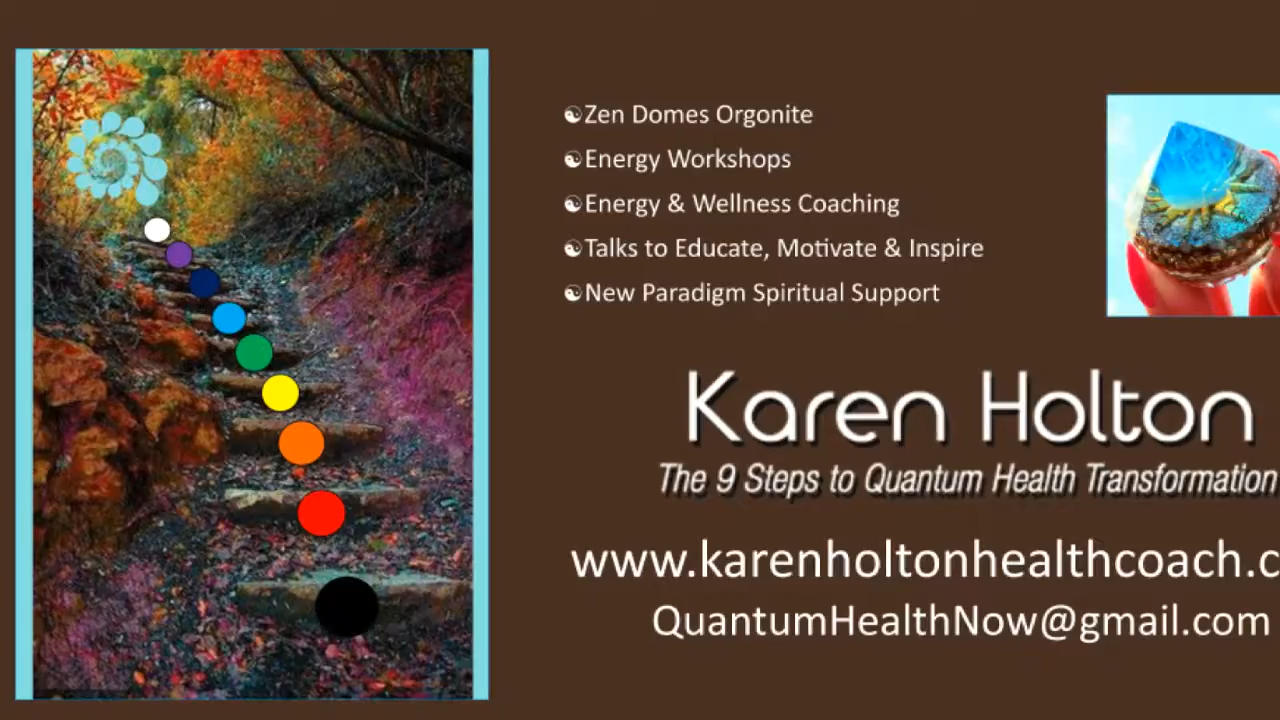 Zen Domes Orgonite
Energy Workshops
Energy & Wellness Coaching
Talks to Educate, Motivate & Inspire
New Paradigm Spiritual Support
Karen Holton
The 9 Steps to Quantum Health Transformation
www.karenholtonhealthcoach.c
QuantumHealthNow@gmail.com